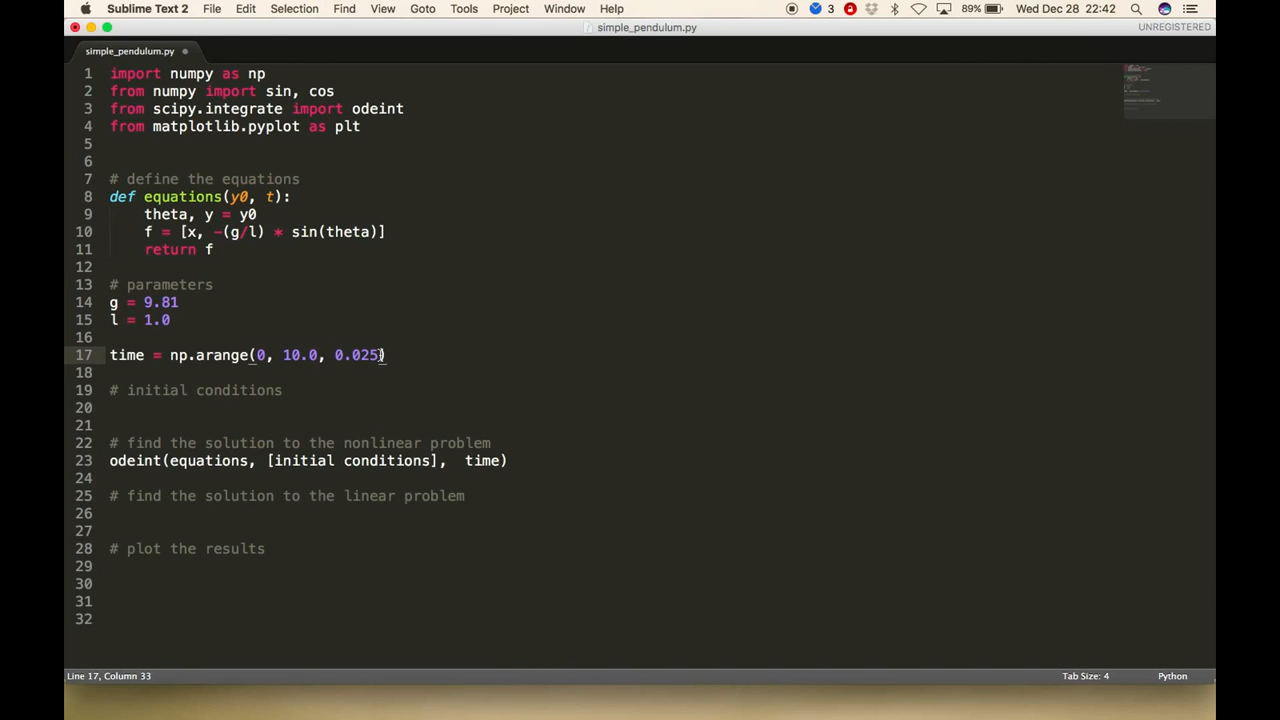 Sublime Text 2 File Edit Selection Find View Goto Tools Project Window Help 3 89% Wed Dec 28 22:42
simple_pendulum.py UNREGISTERED
simple_pendulum.py
1 import numpy as np
2 from numpy import sin, cos
3 from scipy.integrate import odeint
4 from matplotlib.pyplot as plt
5
6
7 # define the equations
8 def equations(y0, t):
9 theta, y = y0
10 f = [x, -(g/l) * sin(theta)]
11 return f
12
13 # parameters
14 g = 9.81
15 l = 1.0
16
17 time = np.arange(0, 10.0, 0.025)
18
19 # initial conditions
20
21
22 # find the solution to the nonlinear problem
23 odeint(equations, [initial conditions],  time)
24
25 # find the solution to the linear problem
26
27
28 # plot the results
29
30
31
32
Line 17, Column 33 Tab Size: 4 Python